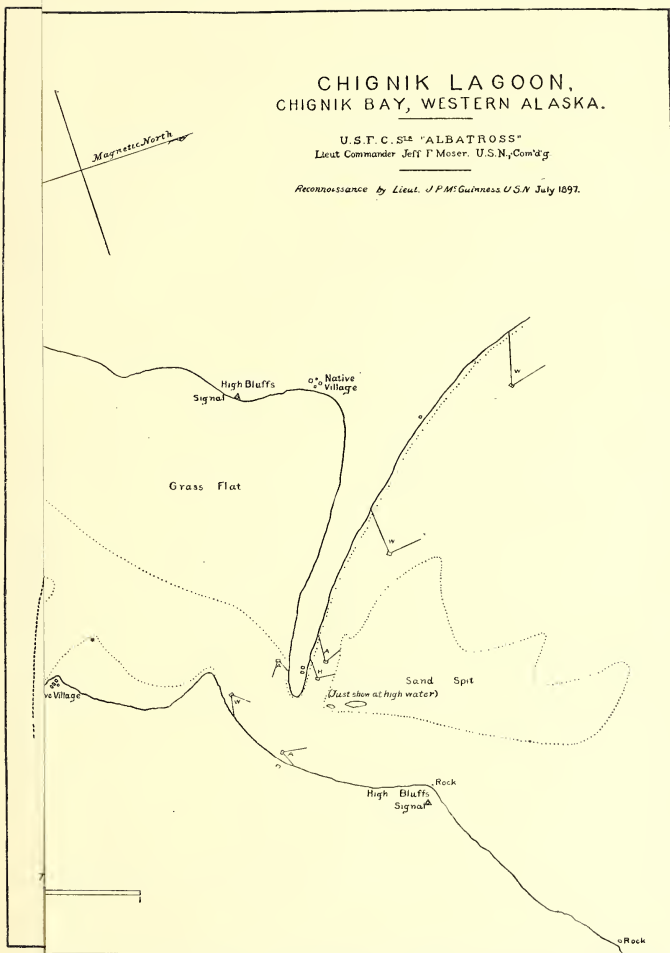 CHIGNIK LAGOON,
CHIGNIK BAY, WESTERN ALASKA.
U.S.F.C. Str "ALBATROSS"
Lieut Commander Jeff F Moser. U.S.N., Com'd'g
Reconnoissance by Lieut. J P McGuinness U.S.N July 1897.
Magnetic North
W
High Bluffs
Signal
Native
Village
Grass Flat
W
A
H
A
Sand Spit
(Just show at high water)
ve Village
W
A
Rock
High Bluffs
Signal
7
1
Rock